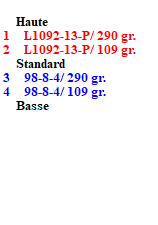 Haute
1 L1092-13-P/ 290 gr.
2 L1092-13-P/ 109 gr.
Standard
3 98-8-4/ 290 gr.
4 98-8-4/ 109 gr.
Basse